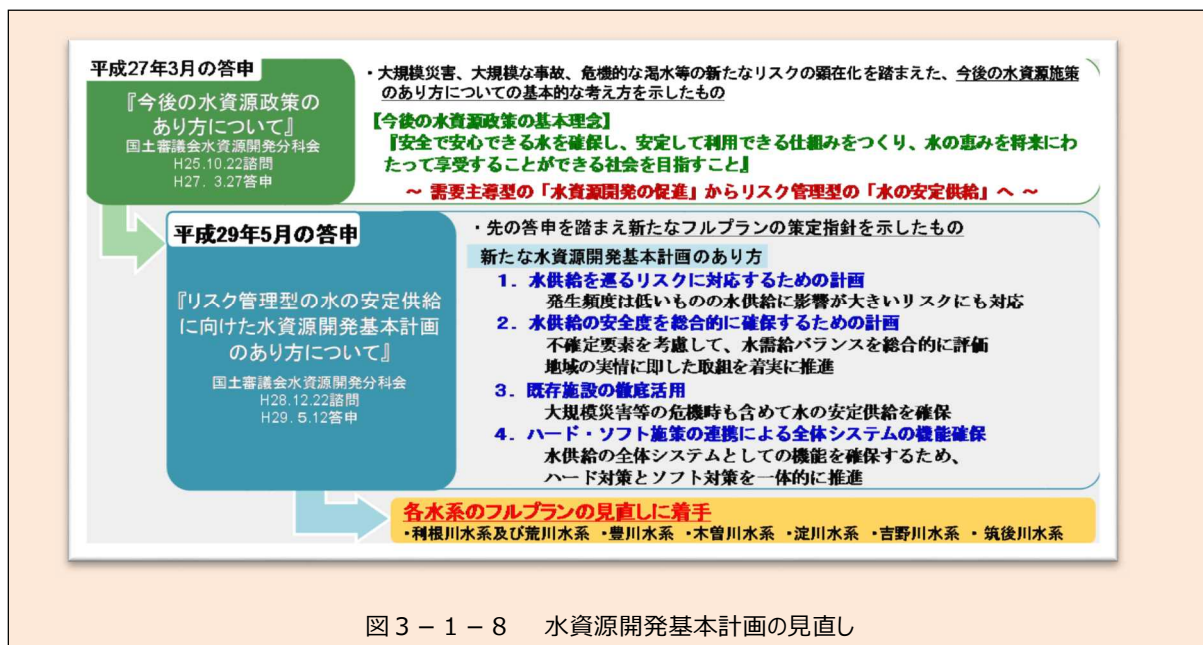 平成27年3月の答申
『今後の水資源政策の
あり方について』
国土審議会水資源開発分科会
H25.10.22諮問
H27. 3.27答申
・大規模災害、大規模な事故、危機的な渇水等の新たなリスクの顕在化を踏まえた、今後の水資源施策
のあり方についての基本的な考え方を示したもの
【今後の水資源政策の基本理念】
『安全で安心できる水を確保し、安定して利用できる仕組みをつくり、水の恵みを将来にわ
たって享受することができる社会を目指すこと』
～ 需要主導型の「水資源開発の促進」からリスク管理型の「水の安定供給」へ ～
平成29年5月の答申
『リスク管理型の水の安定供給
に向けた水資源開発基本計画
のあり方について』
国土審議会水資源開発分科会
H28.12.22諮問
H29. 5.12答申
・先の答申を踏まえ新たなフルプランの策定指針を示したもの
新たな水資源開発基本計画のあり方
1．水供給を巡るリスクに対応するための計画
発生頻度は低いものの水供給に影響が大きいリスクにも対応
2．水供給の安全度を総合的に確保するための計画
不確定要素を考慮して、水需給バランスを総合的に評価
地域の実情に即した取組を着実に推進
3．既存施設の徹底活用
大規模災害等の危機時も含めて水の安定供給を確保
4．ハード・ソフト施策の連携による全体システムの機能確保
水供給の全体システムとしての機能を確保するため、
ハード対策とソフト対策を一体的に推進
各水系のフルプランの見直しに着手
・利根川水系及び荒川水系 ・豊川水系 ・木曽川水系 ・淀川水系 ・吉野川水系 ・筑後川水系
図３－１－８ 水資源開発基本計画の見直し